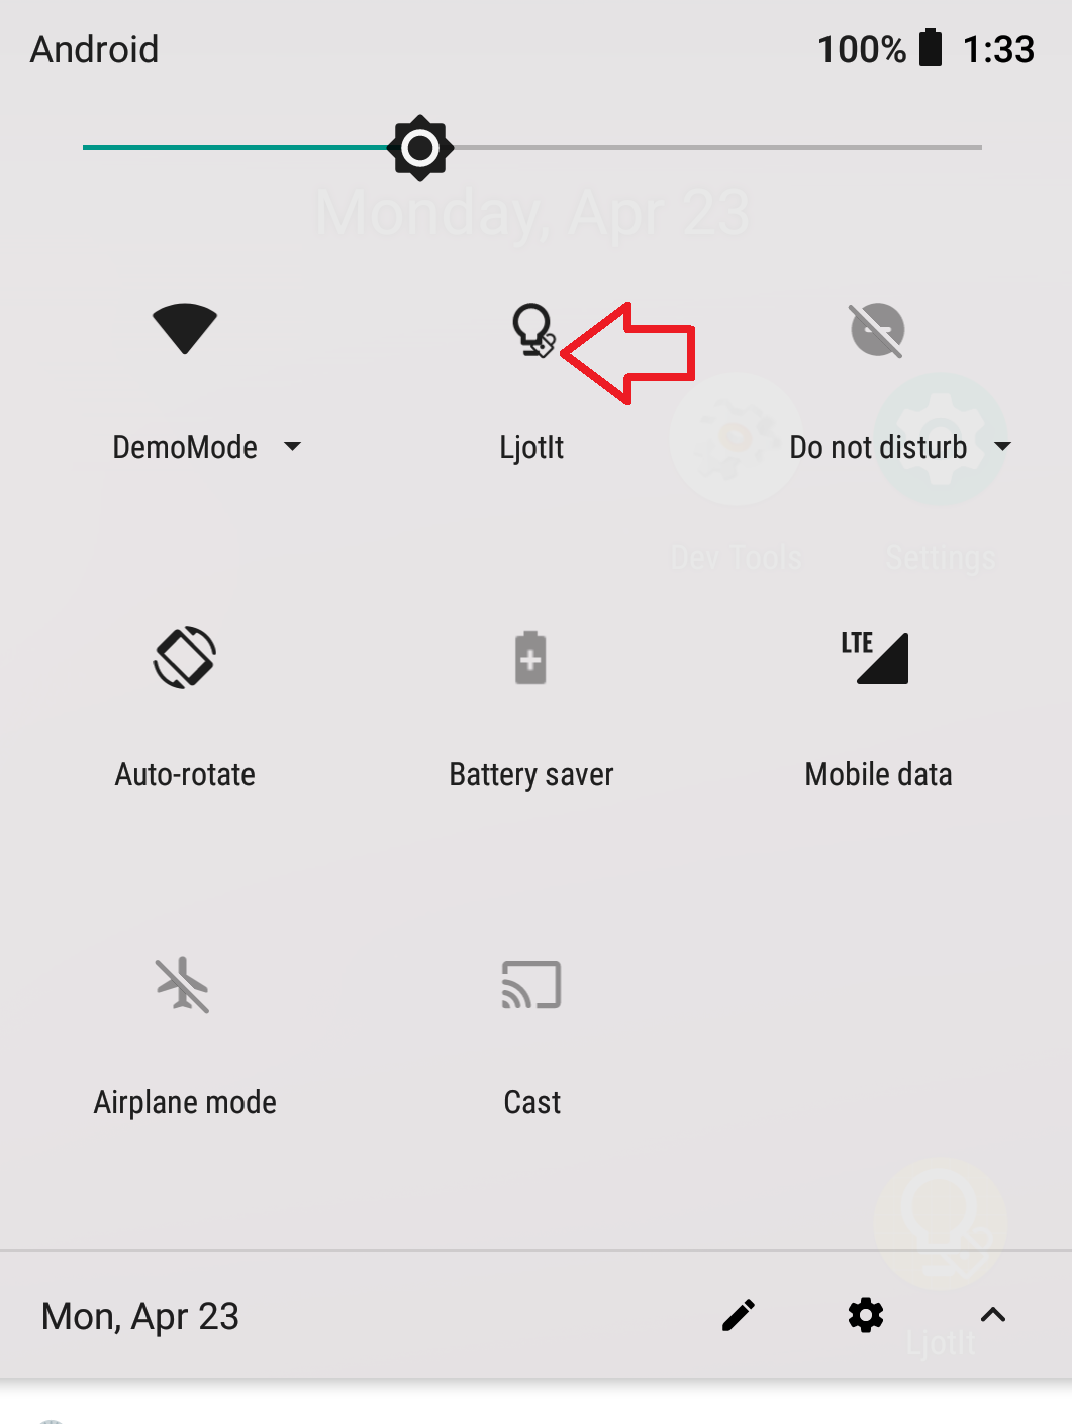 Android 100% 1:33
Monday, Apr 23
DemoMode LjotIt Do not disturb
Dev Tools Settings
LTE
Auto-rotate Battery saver Mobile data
Airplane mode Cast
Mon, Apr 23
LjotIt